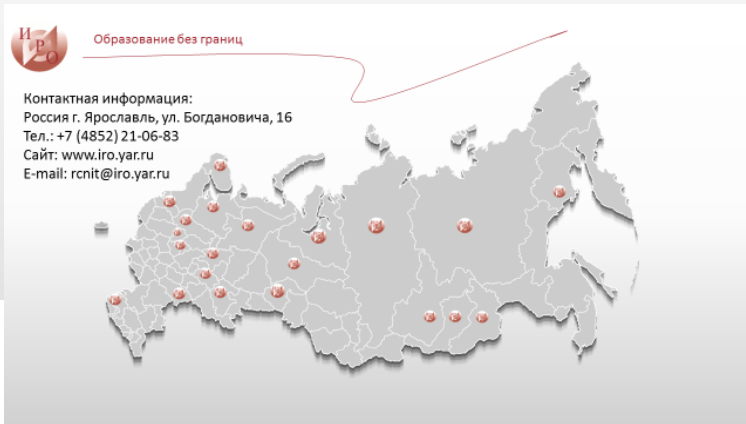 ИРО
Образование без границ
Контактная информация:
Россия г. Ярославль, ул. Богдановича, 16
Тел.: +7 (4852) 21-06-83
Сайт: www.iro.yar.ru
E-mail: rcnit@iro.yar.ru